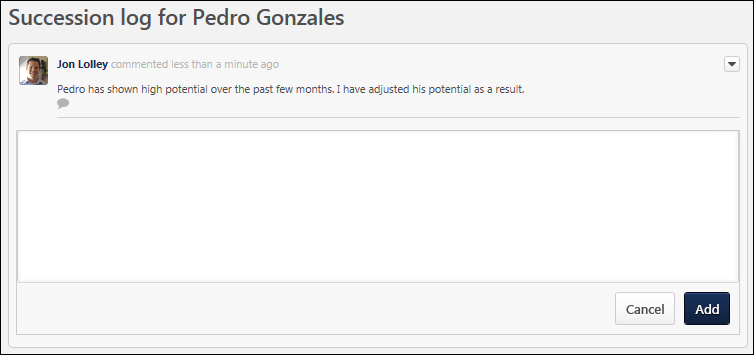 Succession log for Pedro Gonzales
Jon Lolley commented less than a minute ago
Pedro has shown high potential over the past few months. I have adjusted his potential as a result.
Cancel Add